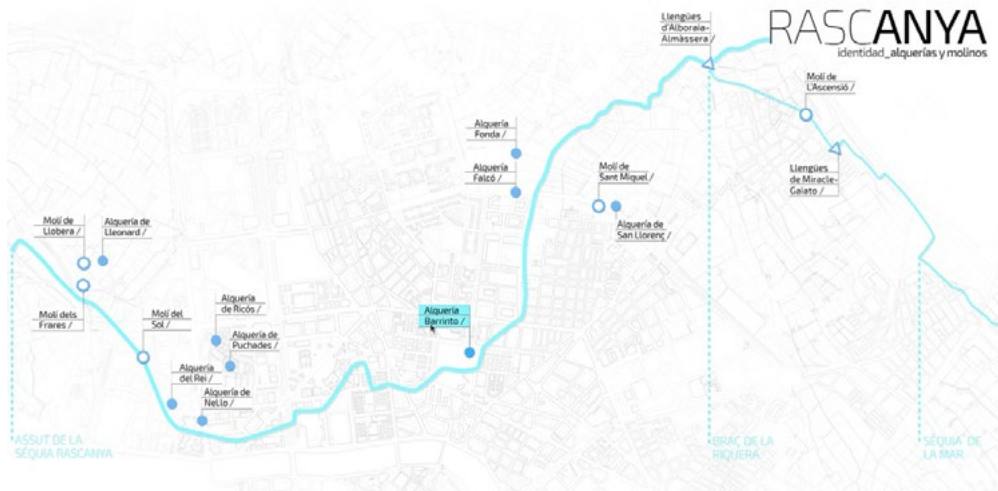 RASCANYA
identidad_alquerías y molinos
Llengües
d'Alboraia-
Almàssera /
Molí de
L'Ascensió /
Alquería
Fonda /
Alquería
Falcó /
Molí de
Sant Miquel /
Llengües
de Miracle-
Gaiato /
Alquería de
San Llorenç /
Molí de
Llobera /
Alquería de
Lleonard /
Molí dels
Frares /
Molí del
Sol /
Alquería
de Ricós /
Alquería de
Puchades /
Alquería
del Rei /
Alquería de
Nel.lo /
Alquería
Barrinto /
ASSUT DE LA
SÉQUIA RASCANYA
BRAÇ DE LA
RIQUERA
SÉQUIA DE
LA MAR